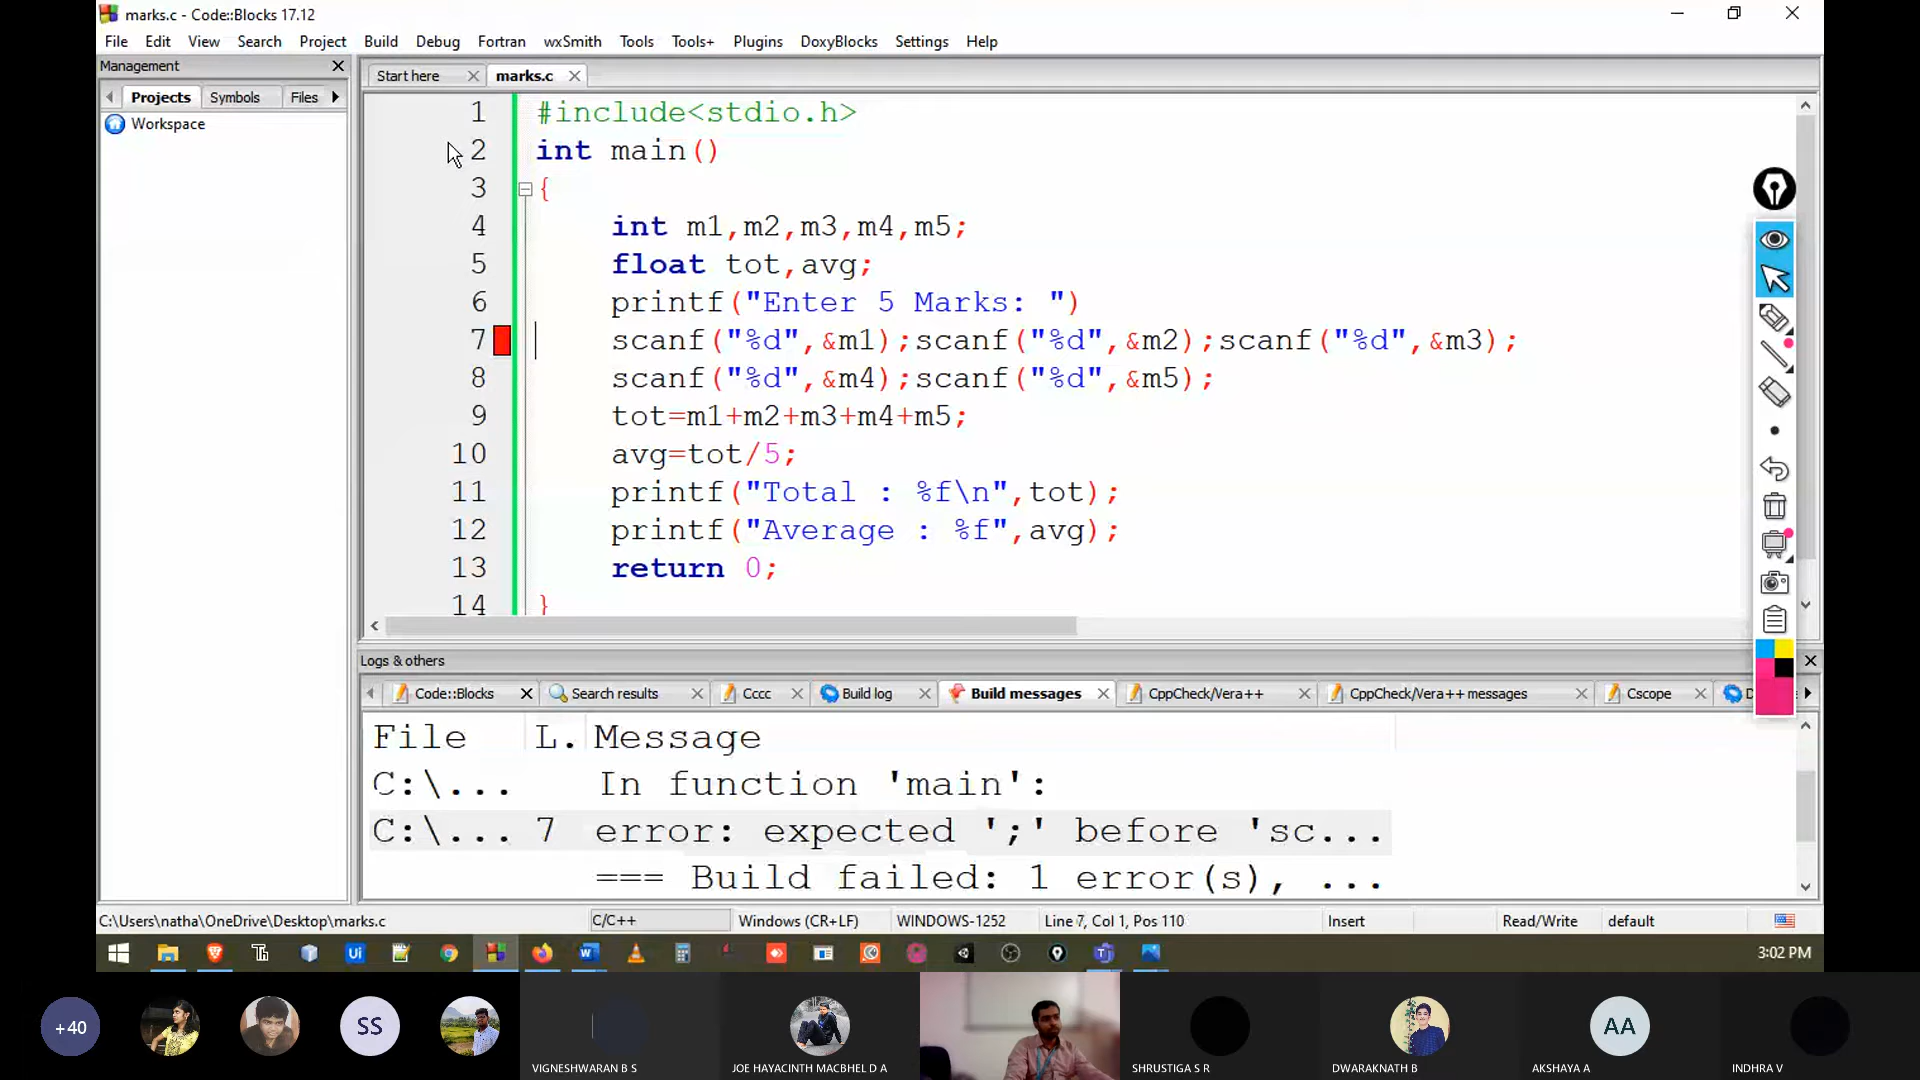 marks.c - Code::Blocks 17.12
File Edit View Search Project Build Debug Fortran wxSmith Tools Tools+ Plugins DoxyBlocks Settings Help
Management
Projects Symbols Files
Workspace
Start here marks.c
1 #include<stdio.h>
2 int main()
3 {
4 int m1,m2,m3,m4,m5;
5 float tot,avg;
6 printf("Enter 5 Marks: ")
7 scanf("%d",&m1);scanf("%d",&m2);scanf("%d",&m3);
8 scanf("%d",&m4);scanf("%d",&m5);
9 tot=m1+m2+m3+m4+m5;
10 avg=tot/5;
11 printf("Total : %f\n",tot);
12 printf("Average : %f",avg);
13 return 0;
14 }
Logs & others
Code::Blocks Search results Cccc Build log Build messages CppCheck/Vera++ CppCheck/Vera++ messages Cscope
File L. Message
C:\... In function 'main':
C:\... 7 error: expected ';' before 'sc...
=== Build failed: 1 error(s), ...
C:\Users\natha\OneDrive\Desktop\marks.c C/C++ Windows (CR+LF) WINDOWS-1252 Line 7, Col 1, Pos 110 Insert Read/Write default
Ui 3:02 PM
+40 SS AA
VIGNESHWARAN B S JOE HAYACINTH MACBHEL D A SHRUSTIGA S R DWARAKNATH B AKSHAYA A INDHRA V